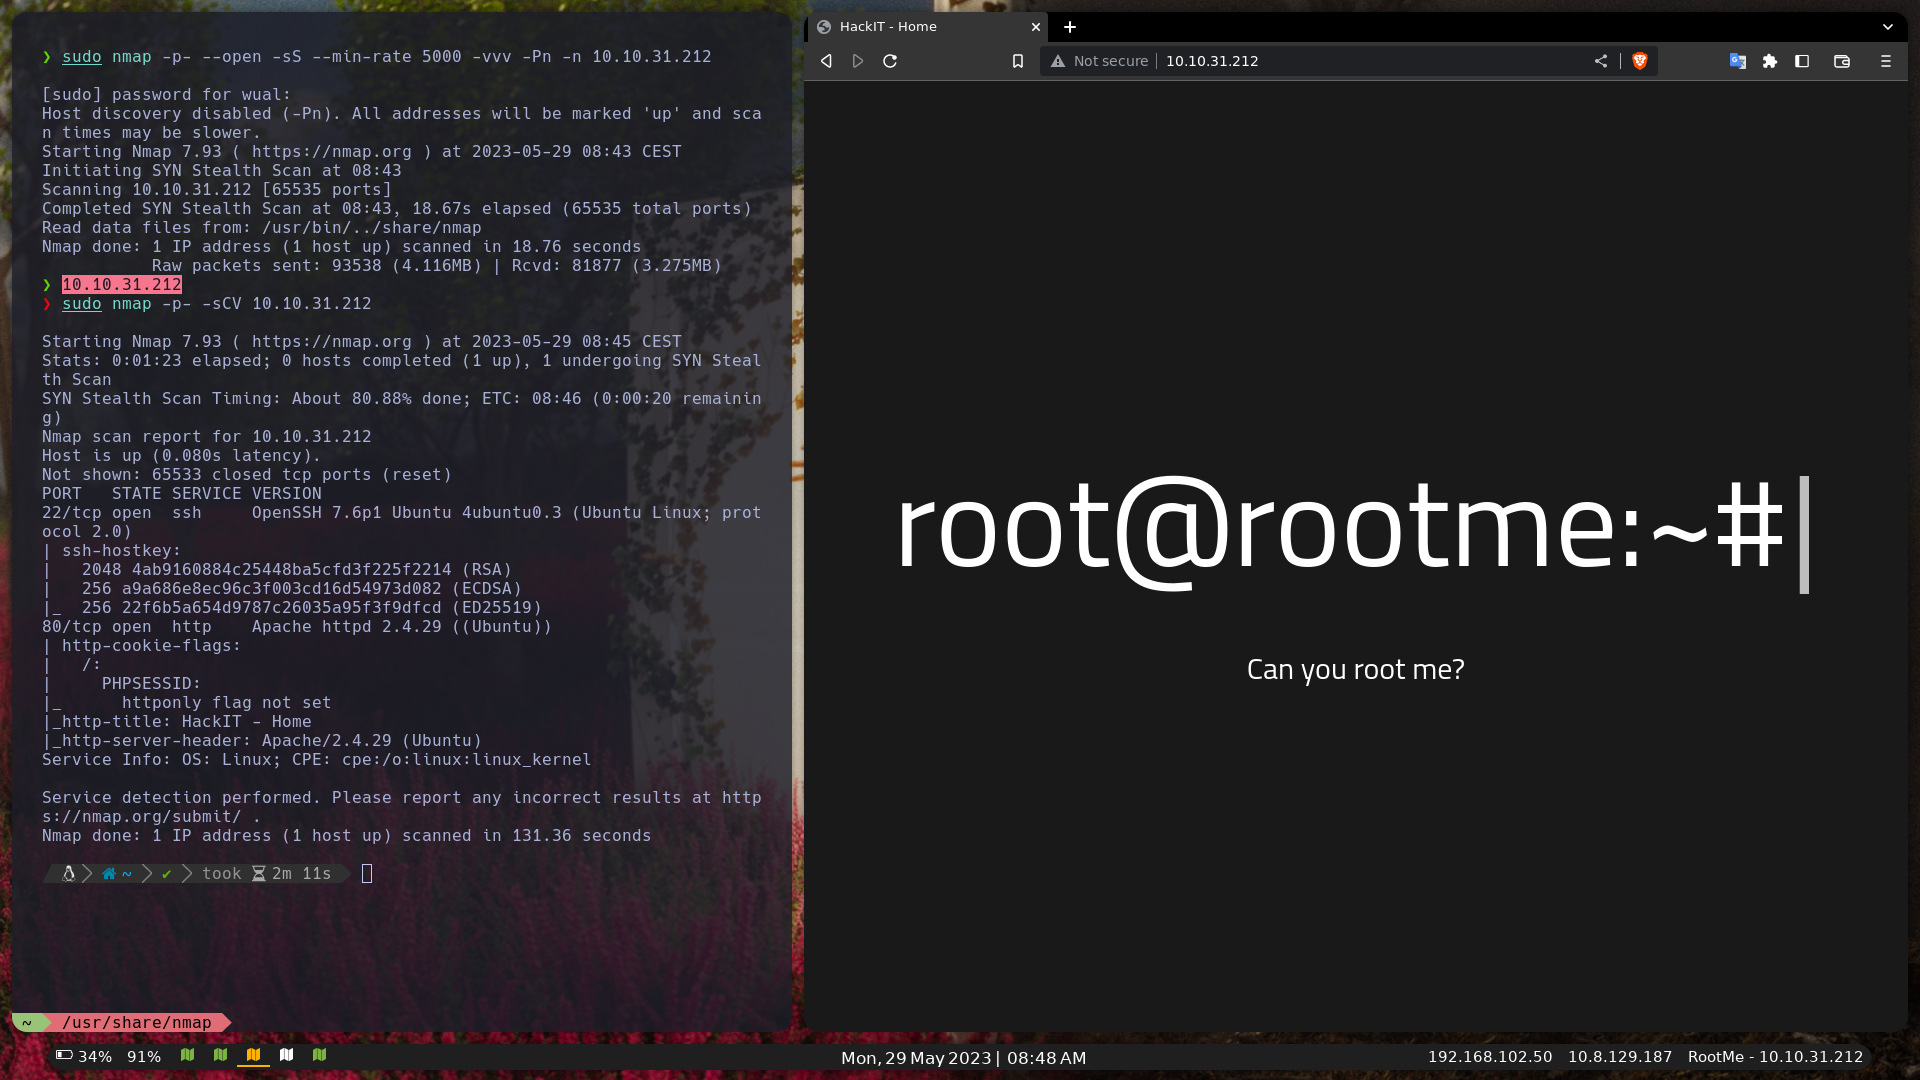 ❯ sudo nmap -p- --open -sS --min-rate 5000 -vvv -Pn -n 10.10.31.212
[sudo] password for wual:
Host discovery disabled (-Pn). All addresses will be marked 'up' and sca
n times may be slower.
Starting Nmap 7.93 ( https://nmap.org ) at 2023-05-29 08:43 CEST
Initiating SYN Stealth Scan at 08:43
Scanning 10.10.31.212 [65535 ports]
Completed SYN Stealth Scan at 08:43, 18.67s elapsed (65535 total ports)
Read data files from: /usr/bin/../share/nmap
Nmap done: 1 IP address (1 host up) scanned in 18.76 seconds
Raw packets sent: 93538 (4.116MB) | Rcvd: 81877 (3.275MB)
❯ 10.10.31.212
❯ sudo nmap -p- -sCV 10.10.31.212
Starting Nmap 7.93 ( https://nmap.org ) at 2023-05-29 08:45 CEST
Stats: 0:01:23 elapsed; 0 hosts completed (1 up), 1 undergoing SYN Steal
th Scan
SYN Stealth Scan Timing: About 80.88% done; ETC: 08:46 (0:00:20 remainin
g)
Nmap scan report for 10.10.31.212
Host is up (0.080s latency).
Not shown: 65533 closed tcp ports (reset)
PORT   STATE SERVICE VERSION
22/tcp open  ssh     OpenSSH 7.6p1 Ubuntu 4ubuntu0.3 (Ubuntu Linux; prot
ocol 2.0)
| ssh-hostkey:
|   2048 4ab9160884c25448ba5cfd3f225f2214 (RSA)
|   256 a9a686e8ec96c3f003cd16d54973d082 (ECDSA)
|_  256 22f6b5a654d9787c26035a95f3f9dfcd (ED25519)
80/tcp open  http    Apache httpd 2.4.29 ((Ubuntu))
| http-cookie-flags:
|   /:
|     PHPSESSID:
|_      httponly flag not set
|_http-title: HackIT - Home
|_http-server-header: Apache/2.4.29 (Ubuntu)
Service Info: OS: Linux; CPE: cpe:/o:linux:linux_kernel
Service detection performed. Please report any incorrect results at http
s://nmap.org/submit/ .
Nmap done: 1 IP address (1 host up) scanned in 131.36 seconds
~ ✔ took 2m 11s
~ /usr/share/nmap
HackIT - Home
Not secure 10.10.31.212
root@rootme:~#
Can you root me?
34% 91%
Mon, 29 May 2023 | 08:48 AM
192.168.102.50 10.8.129.187 RootMe - 10.10.31.212